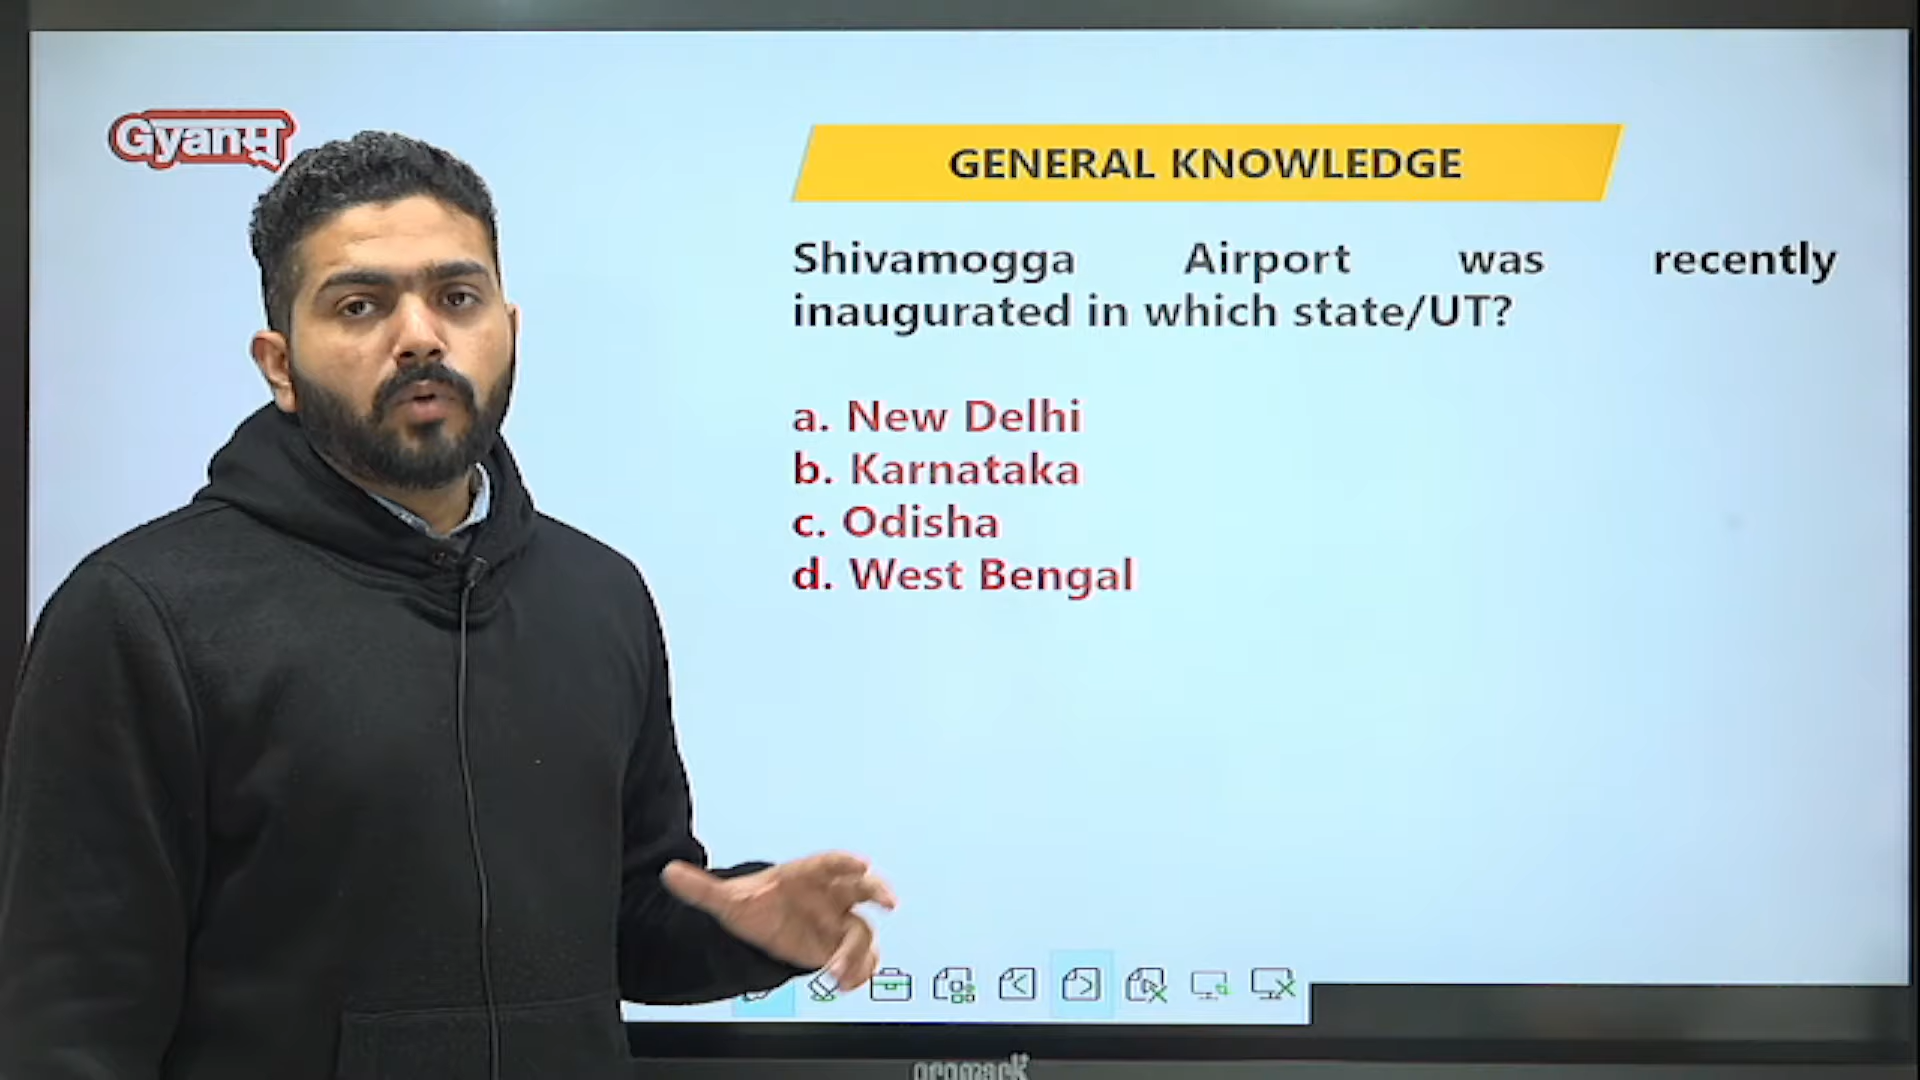 Gyanम्
GENERAL KNOWLEDGE
Shivamogga Airport was recently
inaugurated in which state/UT?
a. New Delhi
b. Karnataka
c. Odisha
d. West Bengal